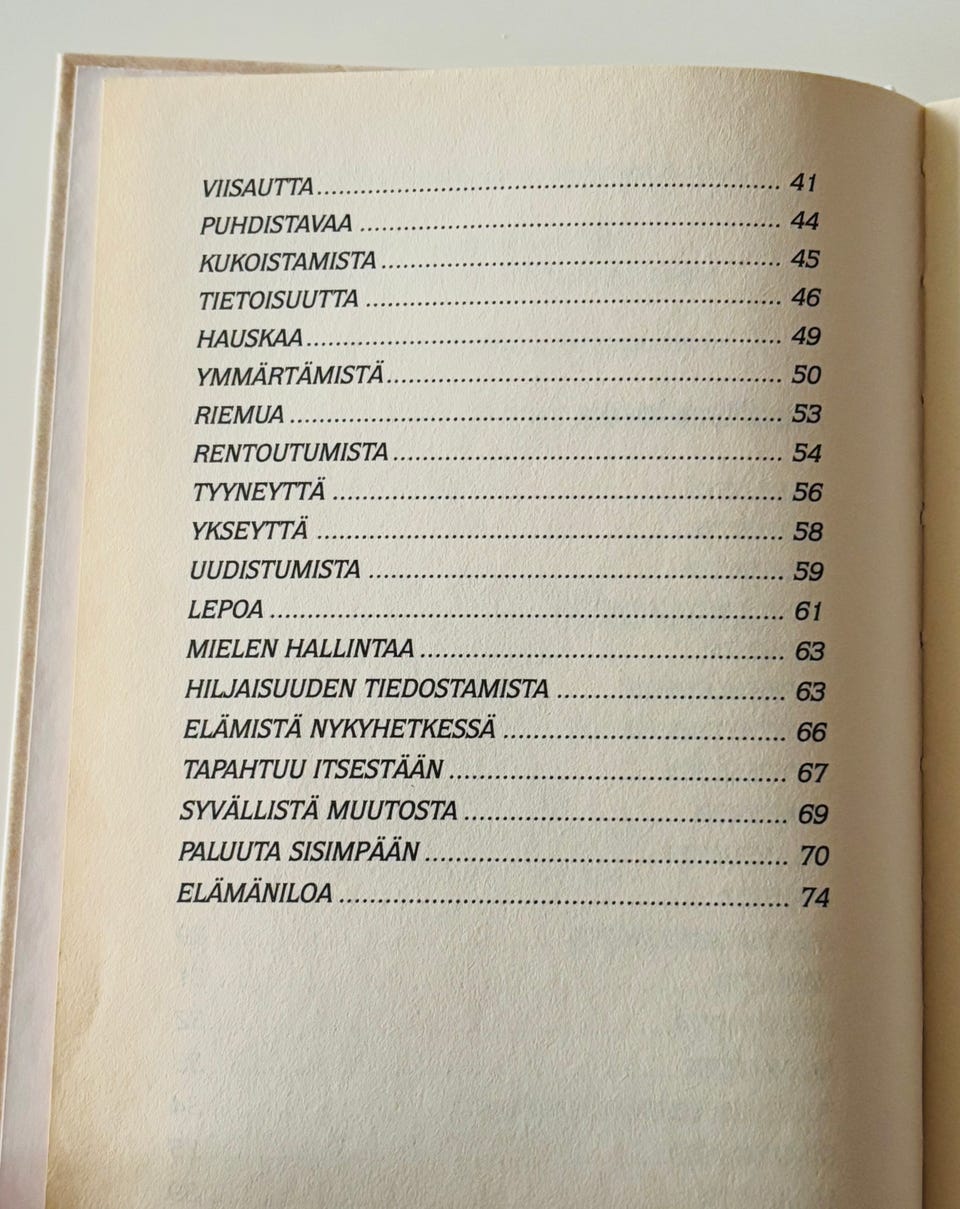 VIISAUTTA........................................................................ 41
PUHDISTAVAA .................................................................. 44
KUKOISTAMISTA............................................................... 45
TIETOISUUTTA ................................................................. 46
HAUSKAA.......................................................................... 49
YMMÄRTÄMISTÄ.............................................................. 50
RIEMUA ............................................................................ 53
RENTOUTUMISTA............................................................. 54
TYYNEYTTÄ ...................................................................... 56
YKSEYTTÄ ......................................................................... 58
UUDISTUMISTA ................................................................ 59
LEPOA ................................................................................ 61
MIELEN HALLINTAA ......................................................... 63
HILJAISUUDEN TIEDOSTAMISTA ..................................... 63
ELÄMISTÄ NYKYHETKESSÄ ............................................. 66
TAPAHTUU ITSESTÄÄN ..................................................... 67
SYVÄLLISTÄ MUUTOSTA ................................................... 69
PALUUTA SISIMPÄÄN ......................................................... 70
ELÄMÄNILOA ...................................................................... 74